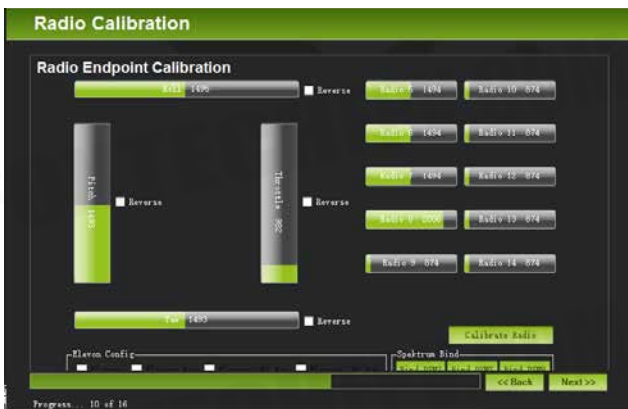 Radio Calibration
Radio Endpoint Calibration
Roll 1495
Reverse
Radio 5 1494
Radio 10 874
Pitch 1493
Reverse
Throttle 982
Reverse
Radio 6 1494
Radio 11 874
Radio 7 1494
Radio 12 874
Radio 8 2000
Radio 13 874
Radio 9 874
Radio 14 874
Yaw 1493
Reverse
Calibrate Radio
Elevon Config
Spektrum Bind
<< Back
Next >>
Progress... 10 of 16